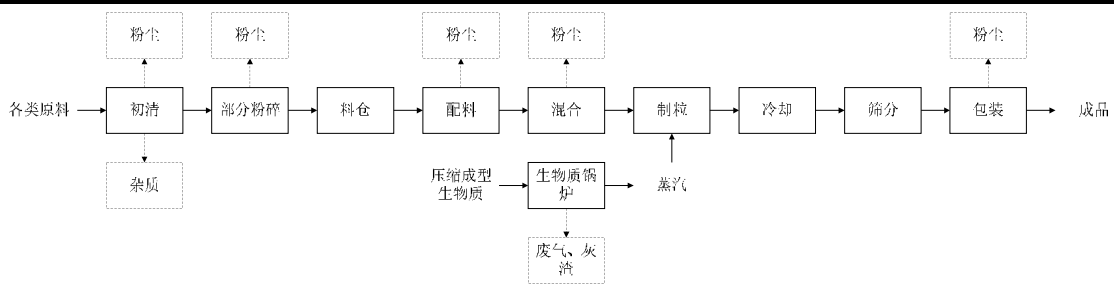 粉尘
粉尘
粉尘
粉尘
粉尘
各类原料
初清
部分粉碎
料仓
配料
混合
制粒
冷却
筛分
包装
成品
杂质
压缩成型
生物质
生物质锅
炉
蒸汽
废气、灰
渣